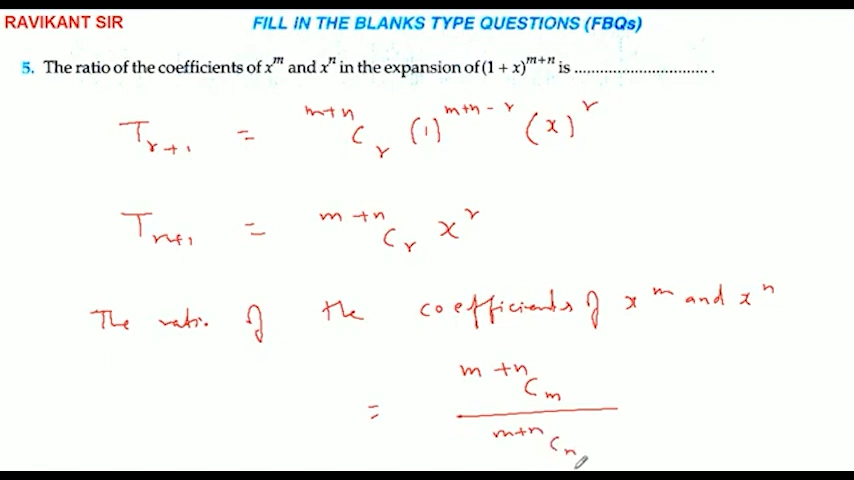 RAVIKANT SIR FILL IN THE BLANKS TYPE QUESTIONS (FBQs)
5. The ratio of the coefficients of x^m and x^n in the expansion of (1 + x)^{m+n} is ................................ .
T_{r+1} = ^{m+n}C_r (1)^{m+n-r} (x)^r
T_{r+1} = ^{m+n}C_r x^r
The ratio of the coefficients of x^m and x^n
= ^{m+n}C_m / ^{m+n}C_n